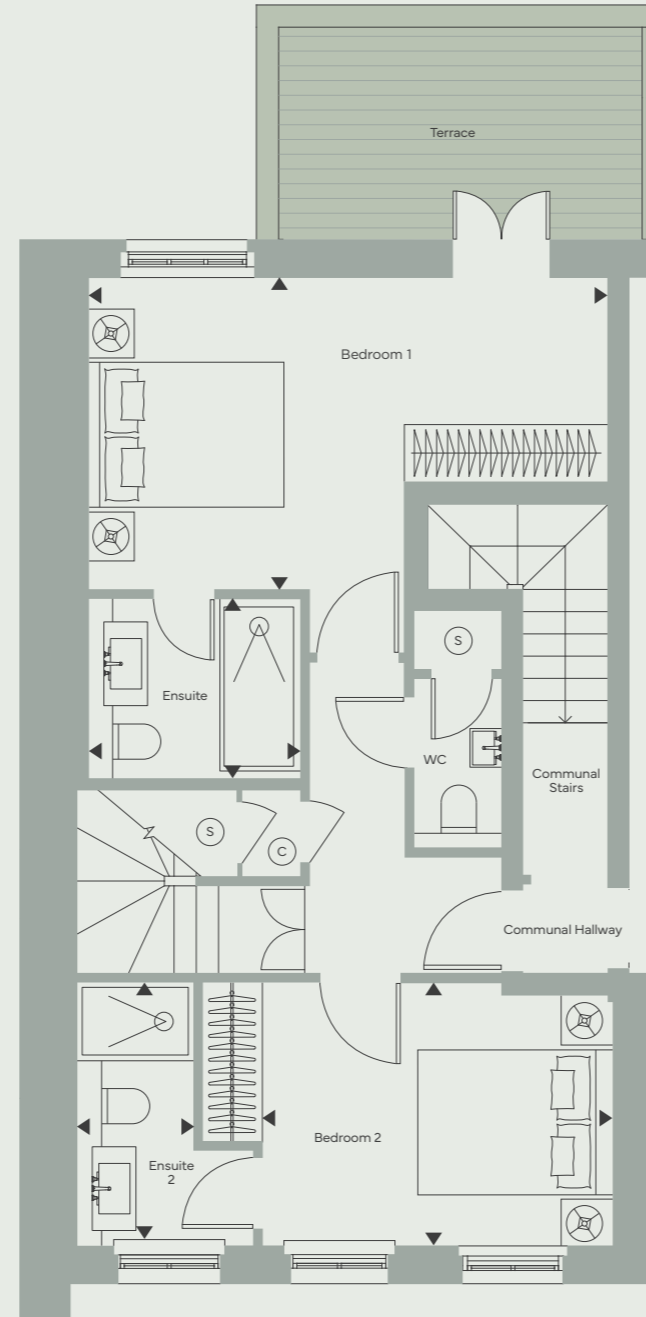 Terrace
Bedroom 1
S
Ensuite
WC
Communal
Stairs
S
C
Communal Hallway
Bedroom 2
Ensuite
2